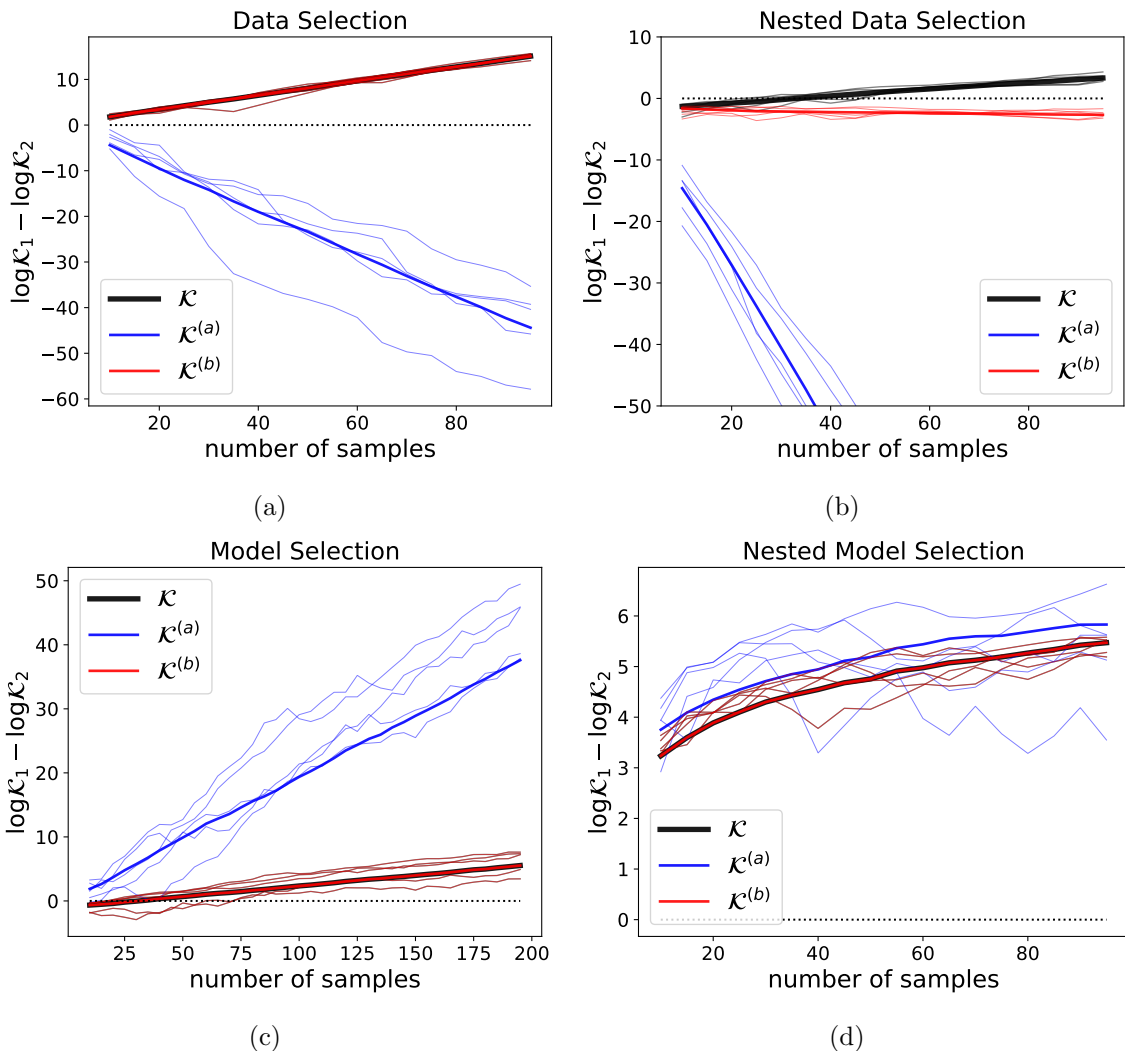 Data Selection
10
0
−10
−20
−30
−40
−50
−60
log𝒦₁ − log𝒦₂
𝒦
𝒦⁽ᵃ⁾
𝒦⁽ᵇ⁾
20 40 60 80
number of samples
(a)
Nested Data Selection
10
0
−10
−20
−30
−40
−50
log𝒦₁ − log𝒦₂
𝒦
𝒦⁽ᵃ⁾
𝒦⁽ᵇ⁾
20 40 60 80
number of samples
(b)
Model Selection
50
40
30
20
10
0
log𝒦₁ − log𝒦₂
𝒦
𝒦⁽ᵃ⁾
𝒦⁽ᵇ⁾
25 50 75 100 125 150 175 200
number of samples
(c)
Nested Model Selection
6
5
4
3
2
1
0
log𝒦₁ − log𝒦₂
𝒦
𝒦⁽ᵃ⁾
𝒦⁽ᵇ⁾
20 40 60 80
number of samples
(d)